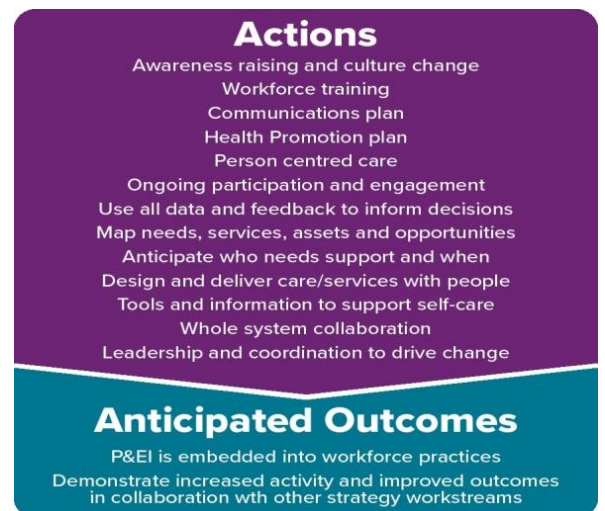 Actions
Awareness raising and culture change
Workforce training
Communications plan
Health Promotion plan
Person centred care
Ongoing participation and engagement
Use all data and feedback to inform decisions
Map needs, services, assets and opportunities
Anticipate who needs support and when
Design and deliver care/services with people
Tools and information to support self-care
Whole system collaboration
Leadership and coordination to drive change
Anticipated Outcomes
P&EI is embedded into workforce practices
Demonstrate increased activity and improved outcomes
in collaboration wth other strategy workstreams